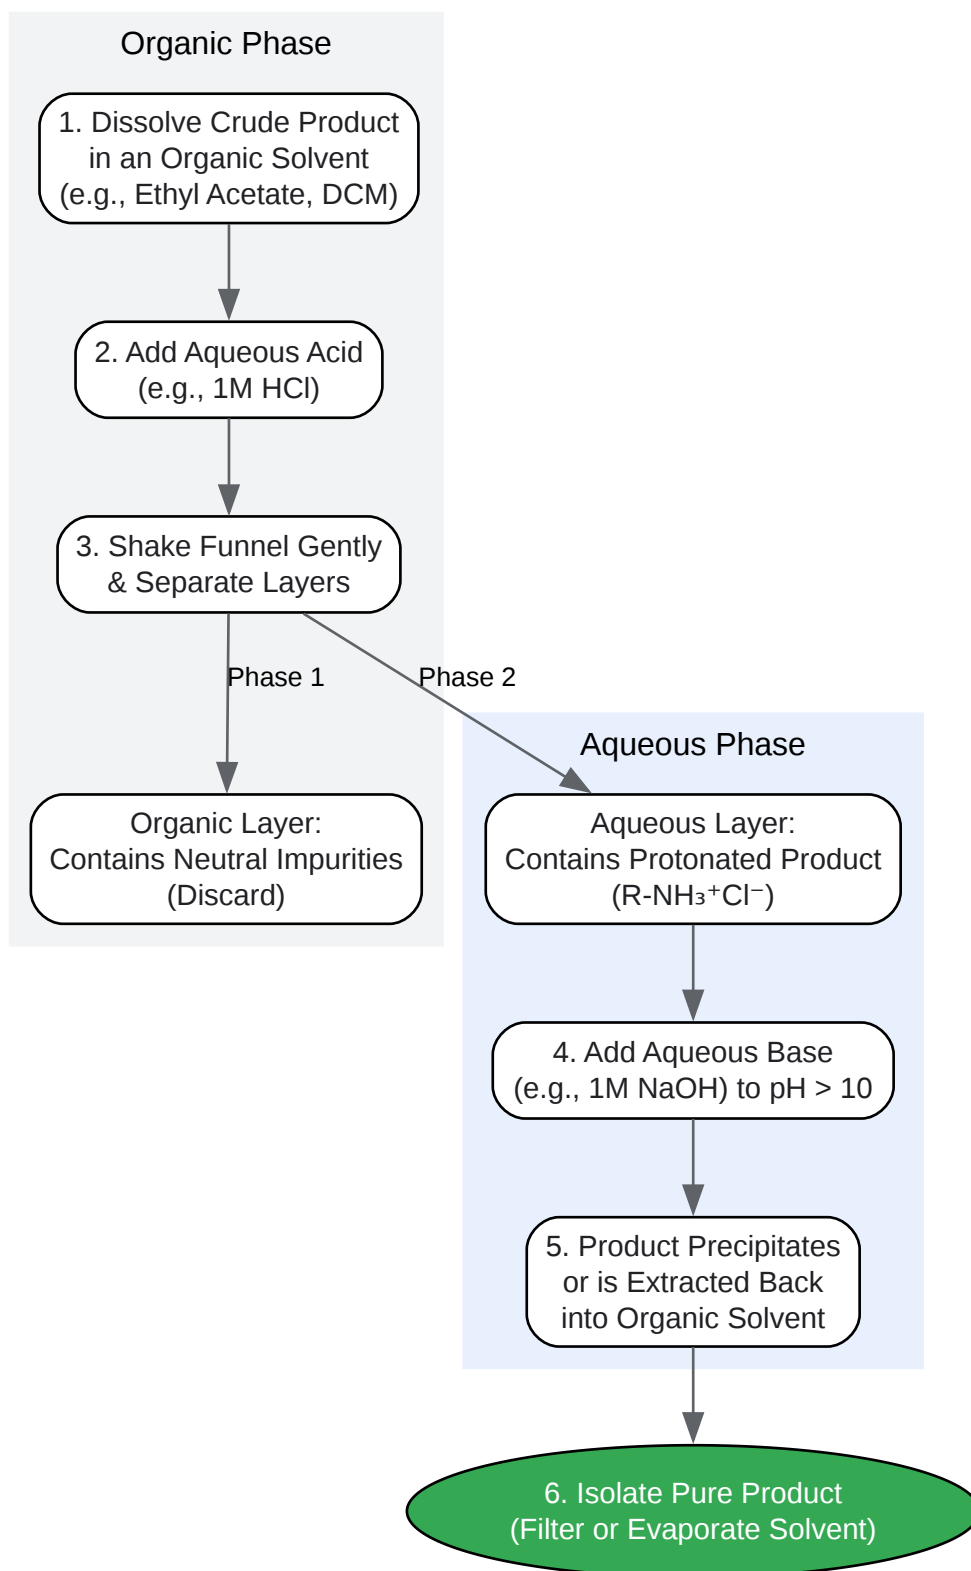 Organic Phase
1. Dissolve Crude Product
in an Organic Solvent
(e.g., Ethyl Acetate, DCM)
2. Add Aqueous Acid
(e.g., 1M HCl)
3. Shake Funnel Gently
& Separate Layers
Phase 1
Phase 2
Organic Layer:
Contains Neutral Impurities
(Discard)
Aqueous Phase
Aqueous Layer:
Contains Protonated Product
(R-NH₃⁺Cl⁻)
4. Add Aqueous Base
(e.g., 1M NaOH) to pH > 10
5. Product Precipitates
or is Extracted Back
into Organic Solvent
6. Isolate Pure Product
(Filter or Evaporate Solvent)